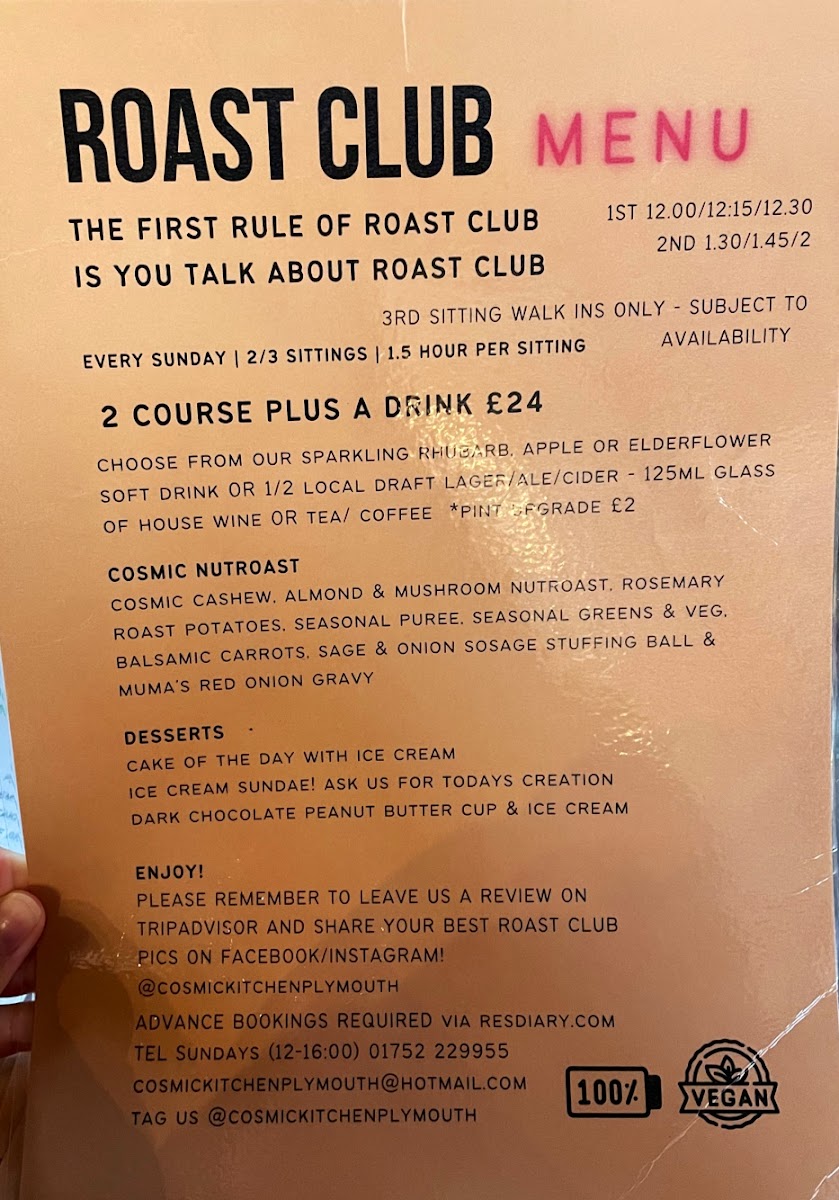 ROAST CLUB MENU
THE FIRST RULE OF ROAST CLUB
IS YOU TALK ABOUT ROAST CLUB
1ST 12.00/12:15/12.30
2ND 1.30/1.45/2
3RD SITTING WALK INS ONLY - SUBJECT TO
AVAILABILITY
EVERY SUNDAY | 2/3 SITTINGS | 1.5 HOUR PER SITTING
2 COURSE PLUS A DRINK £24
CHOOSE FROM OUR SPARKLING RHUBARB, APPLE OR ELDERFLOWER
SOFT DRINK OR 1/2 LOCAL DRAFT LAGER/ALE/CIDER - 125ML GLASS
OF HOUSE WINE OR TEA/ COFFEE *PINT UPGRADE £2
COSMIC NUTROAST
COSMIC CASHEW, ALMOND & MUSHROOM NUTROAST, ROSEMARY
ROAST POTATOES, SEASONAL PUREE, SEASONAL GREENS & VEG,
BALSAMIC CARROTS, SAGE & ONION SOSAGE STUFFING BALL &
MUMA'S RED ONION GRAVY
DESSERTS
CAKE OF THE DAY WITH ICE CREAM
ICE CREAM SUNDAE! ASK US FOR TODAYS CREATION
DARK CHOCOLATE PEANUT BUTTER CUP & ICE CREAM
ENJOY!
PLEASE REMEMBER TO LEAVE US A REVIEW ON
TRIPADVISOR AND SHARE YOUR BEST ROAST CLUB
PICS ON FACEBOOK/INSTAGRAM!
@COSMICKITCHENPLYMOUTH
ADVANCE BOOKINGS REQUIRED VIA RESDIARY.COM
TEL SUNDAYS (12-16:00) 01752 229955
COSMICKITCHENPLYMOUTH@HOTMAIL.COM
TAG US @COSMICKITCHENPLYMOUTH
100% VEGAN